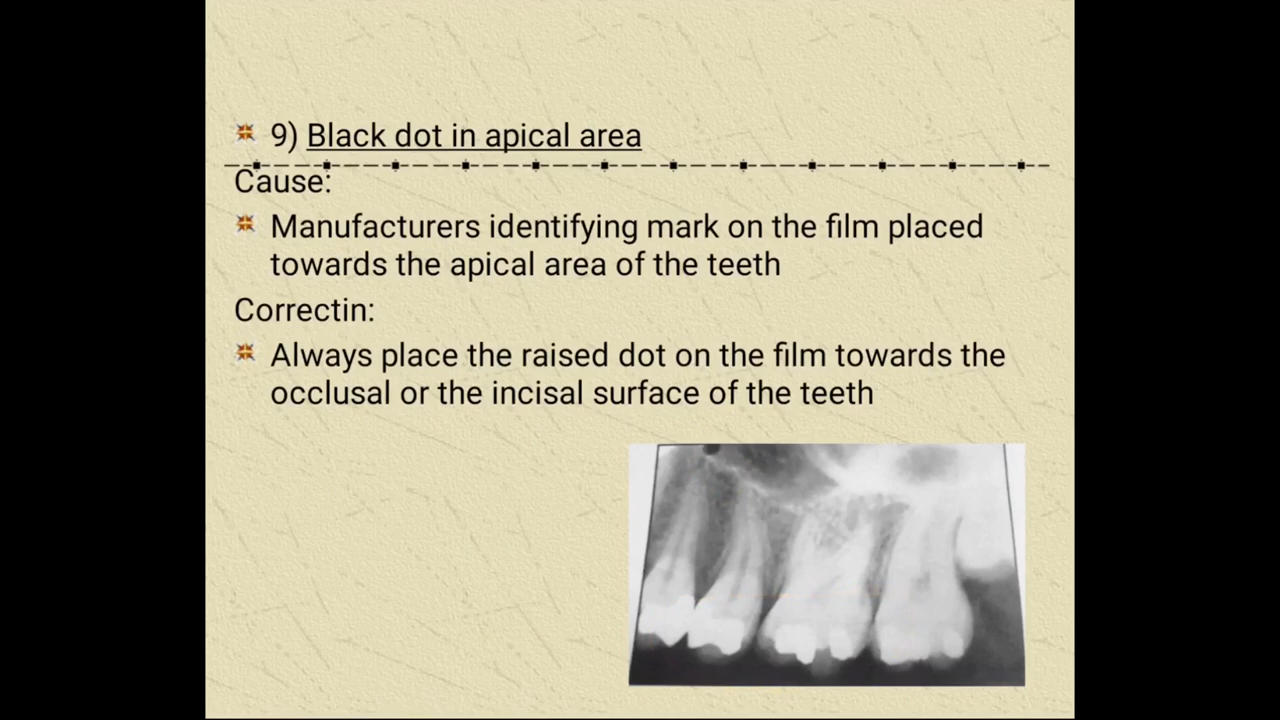 9) Black dot in apical area
Cause:
Manufacturers identifying mark on the film placed
towards the apical area of the teeth
Correctin:
Always place the raised dot on the film towards the
occlusal or the incisal surface of the teeth